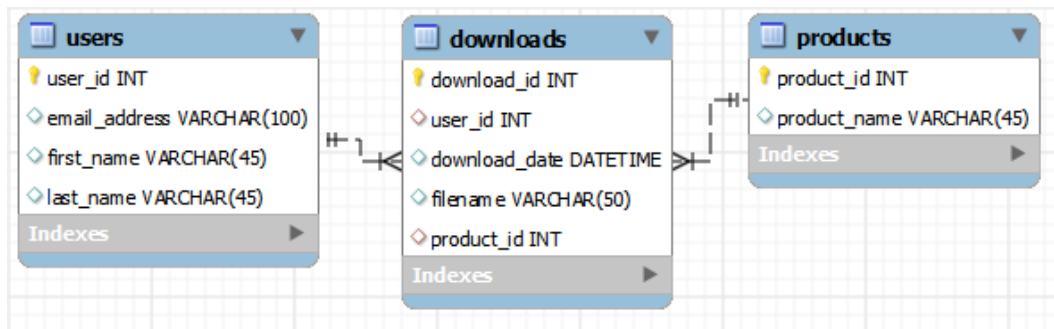 users
user_id INT
email_address VARCHAR(100)
first_name VARCHAR(45)
last_name VARCHAR(45)
Indexes
downloads
download_id INT
user_id INT
download_date DATETIME
filename VARCHAR(50)
product_id INT
Indexes
products
product_id INT
product_name VARCHAR(45)
Indexes